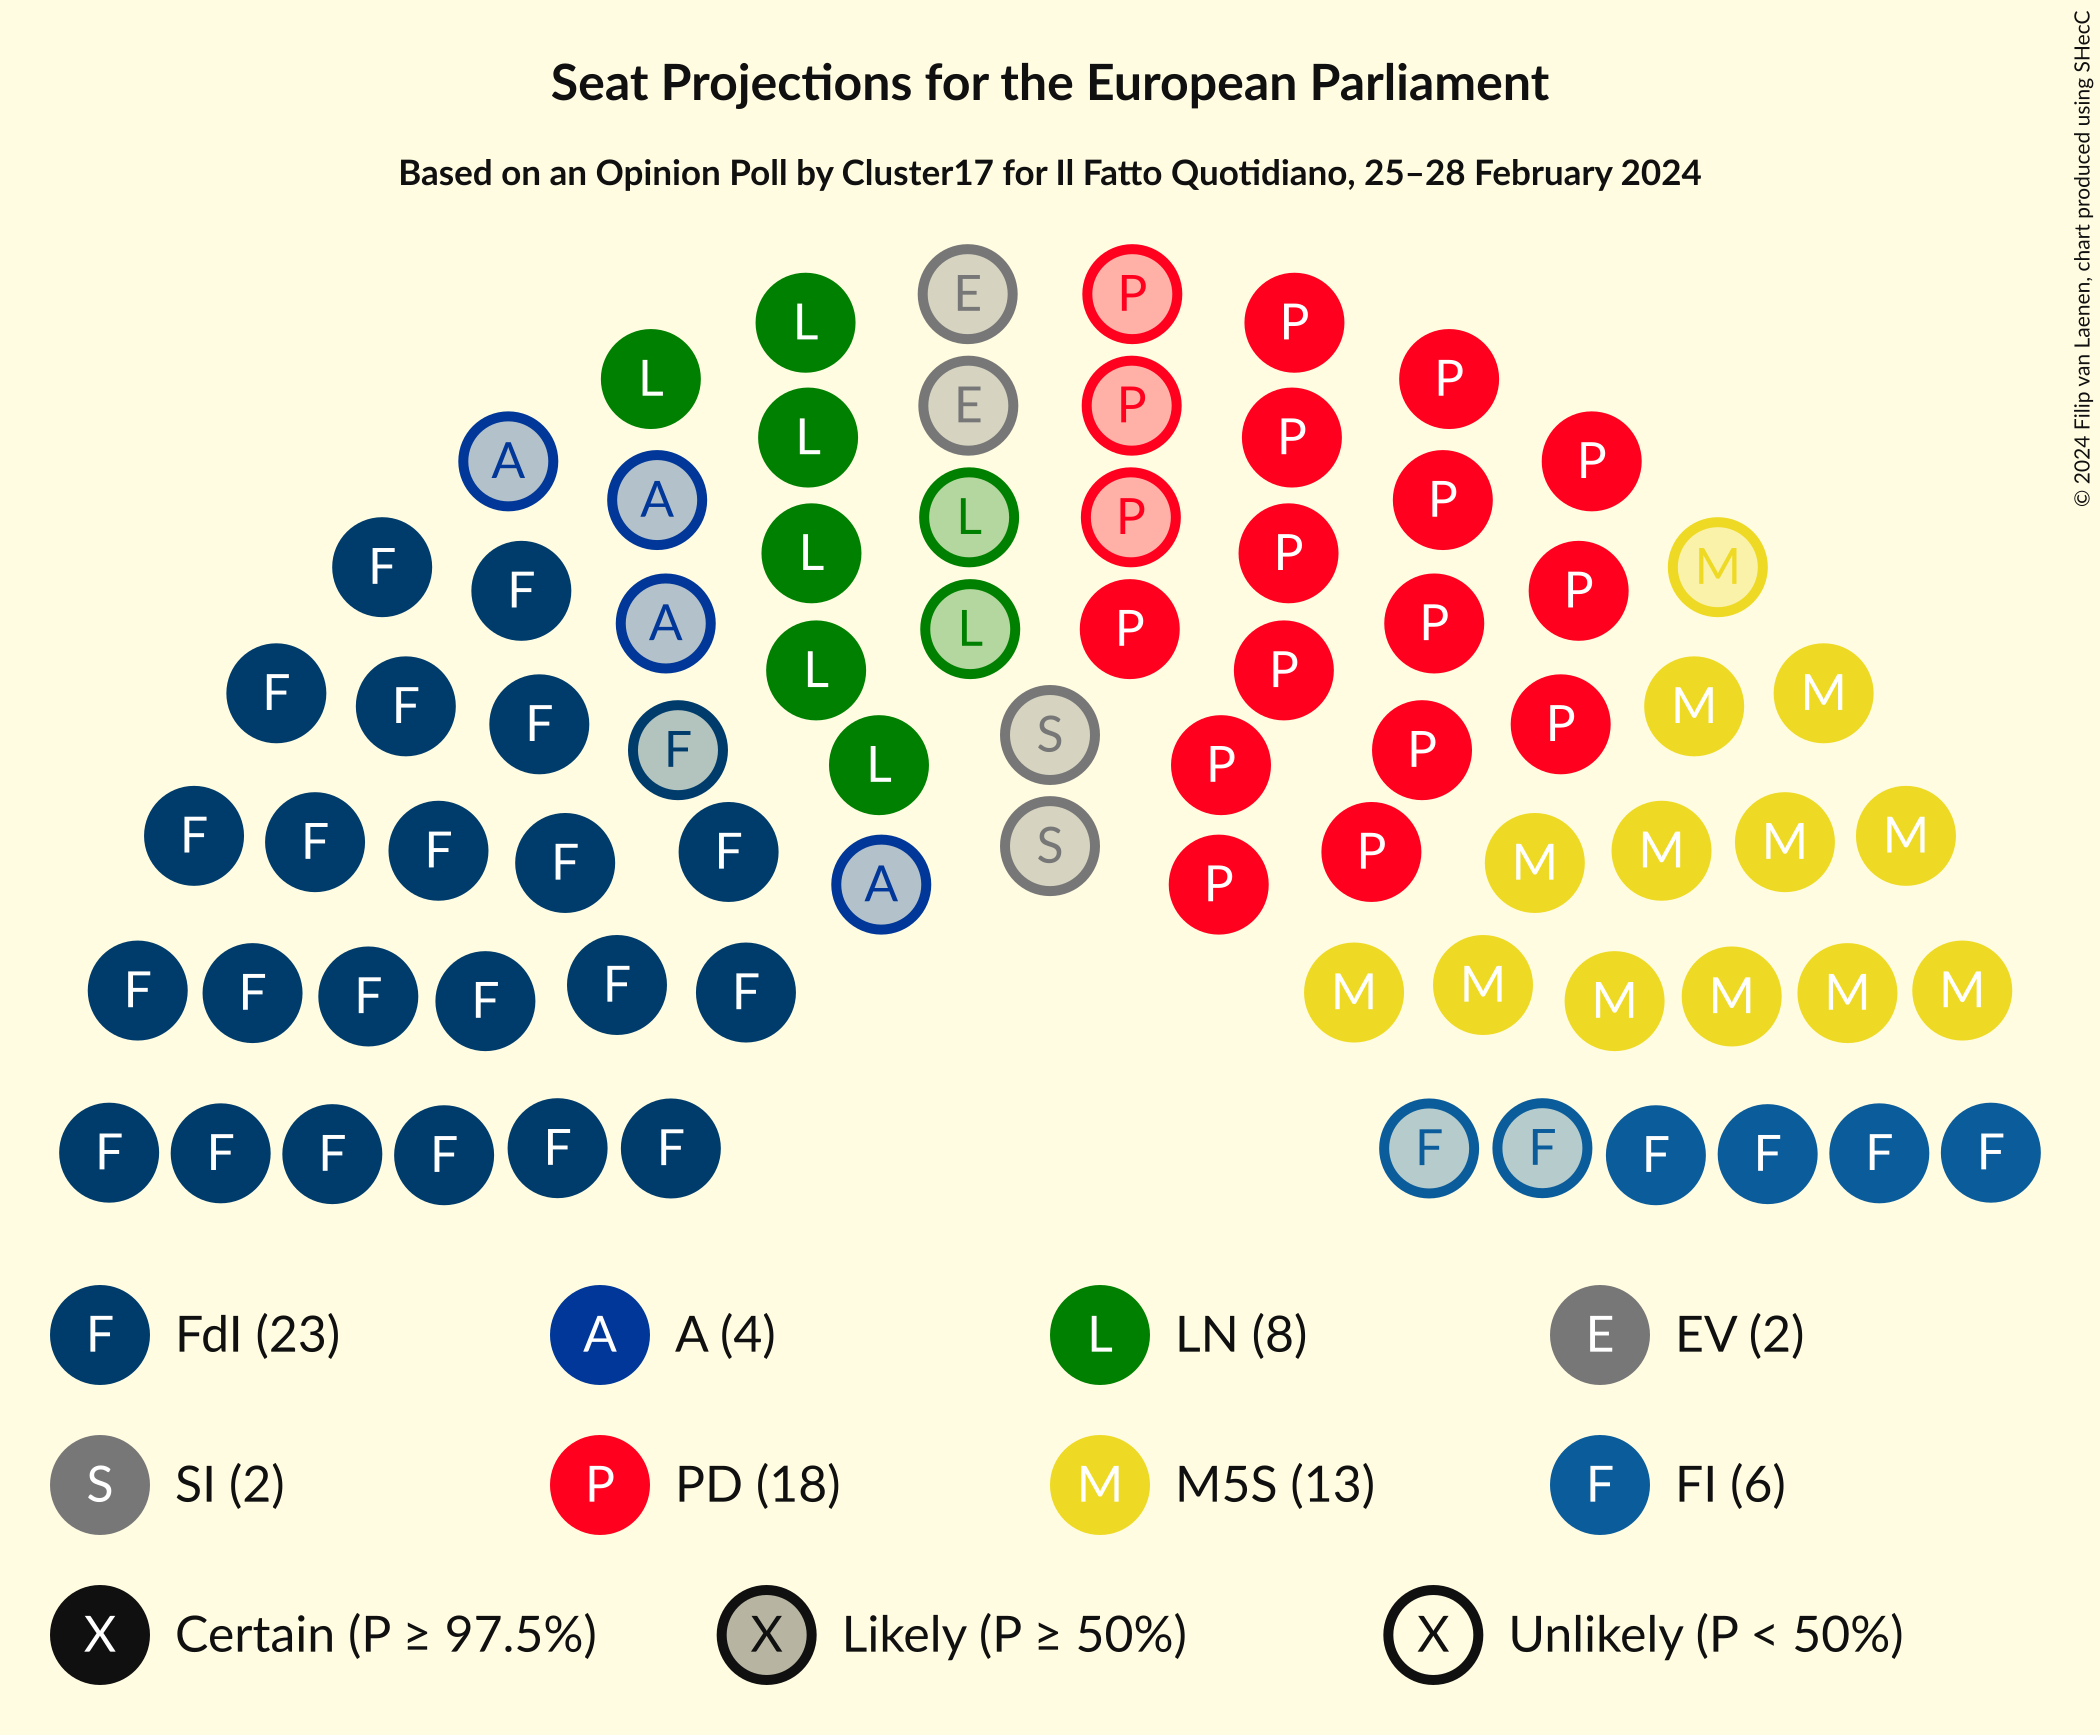 Seat Projections for the European Parliament
Based on an Opinion Poll by Cluster17 for Il Fatto Quotidiano, 25–28 February 2024
© 2024 Filip van Laenen, chart produced using SHecC
E P
L P
L P
E P
A P
L P
A P
L P
L P
F M
L P
F P
A P
L P
F M
F M
F P
S
F P
L P
F M
F M
F M
F P
F M
S
A P
F F F F F F M M M M M M
F F F F F F F F F F F F
F FdI (23) A A (4) L LN (8) E EV (2)
S SI (2) P PD (18) M M5S (13) F FI (6)
X Certain (P ≥ 97.5%) X Likely (P ≥ 50%) X Unlikely (P < 50%)